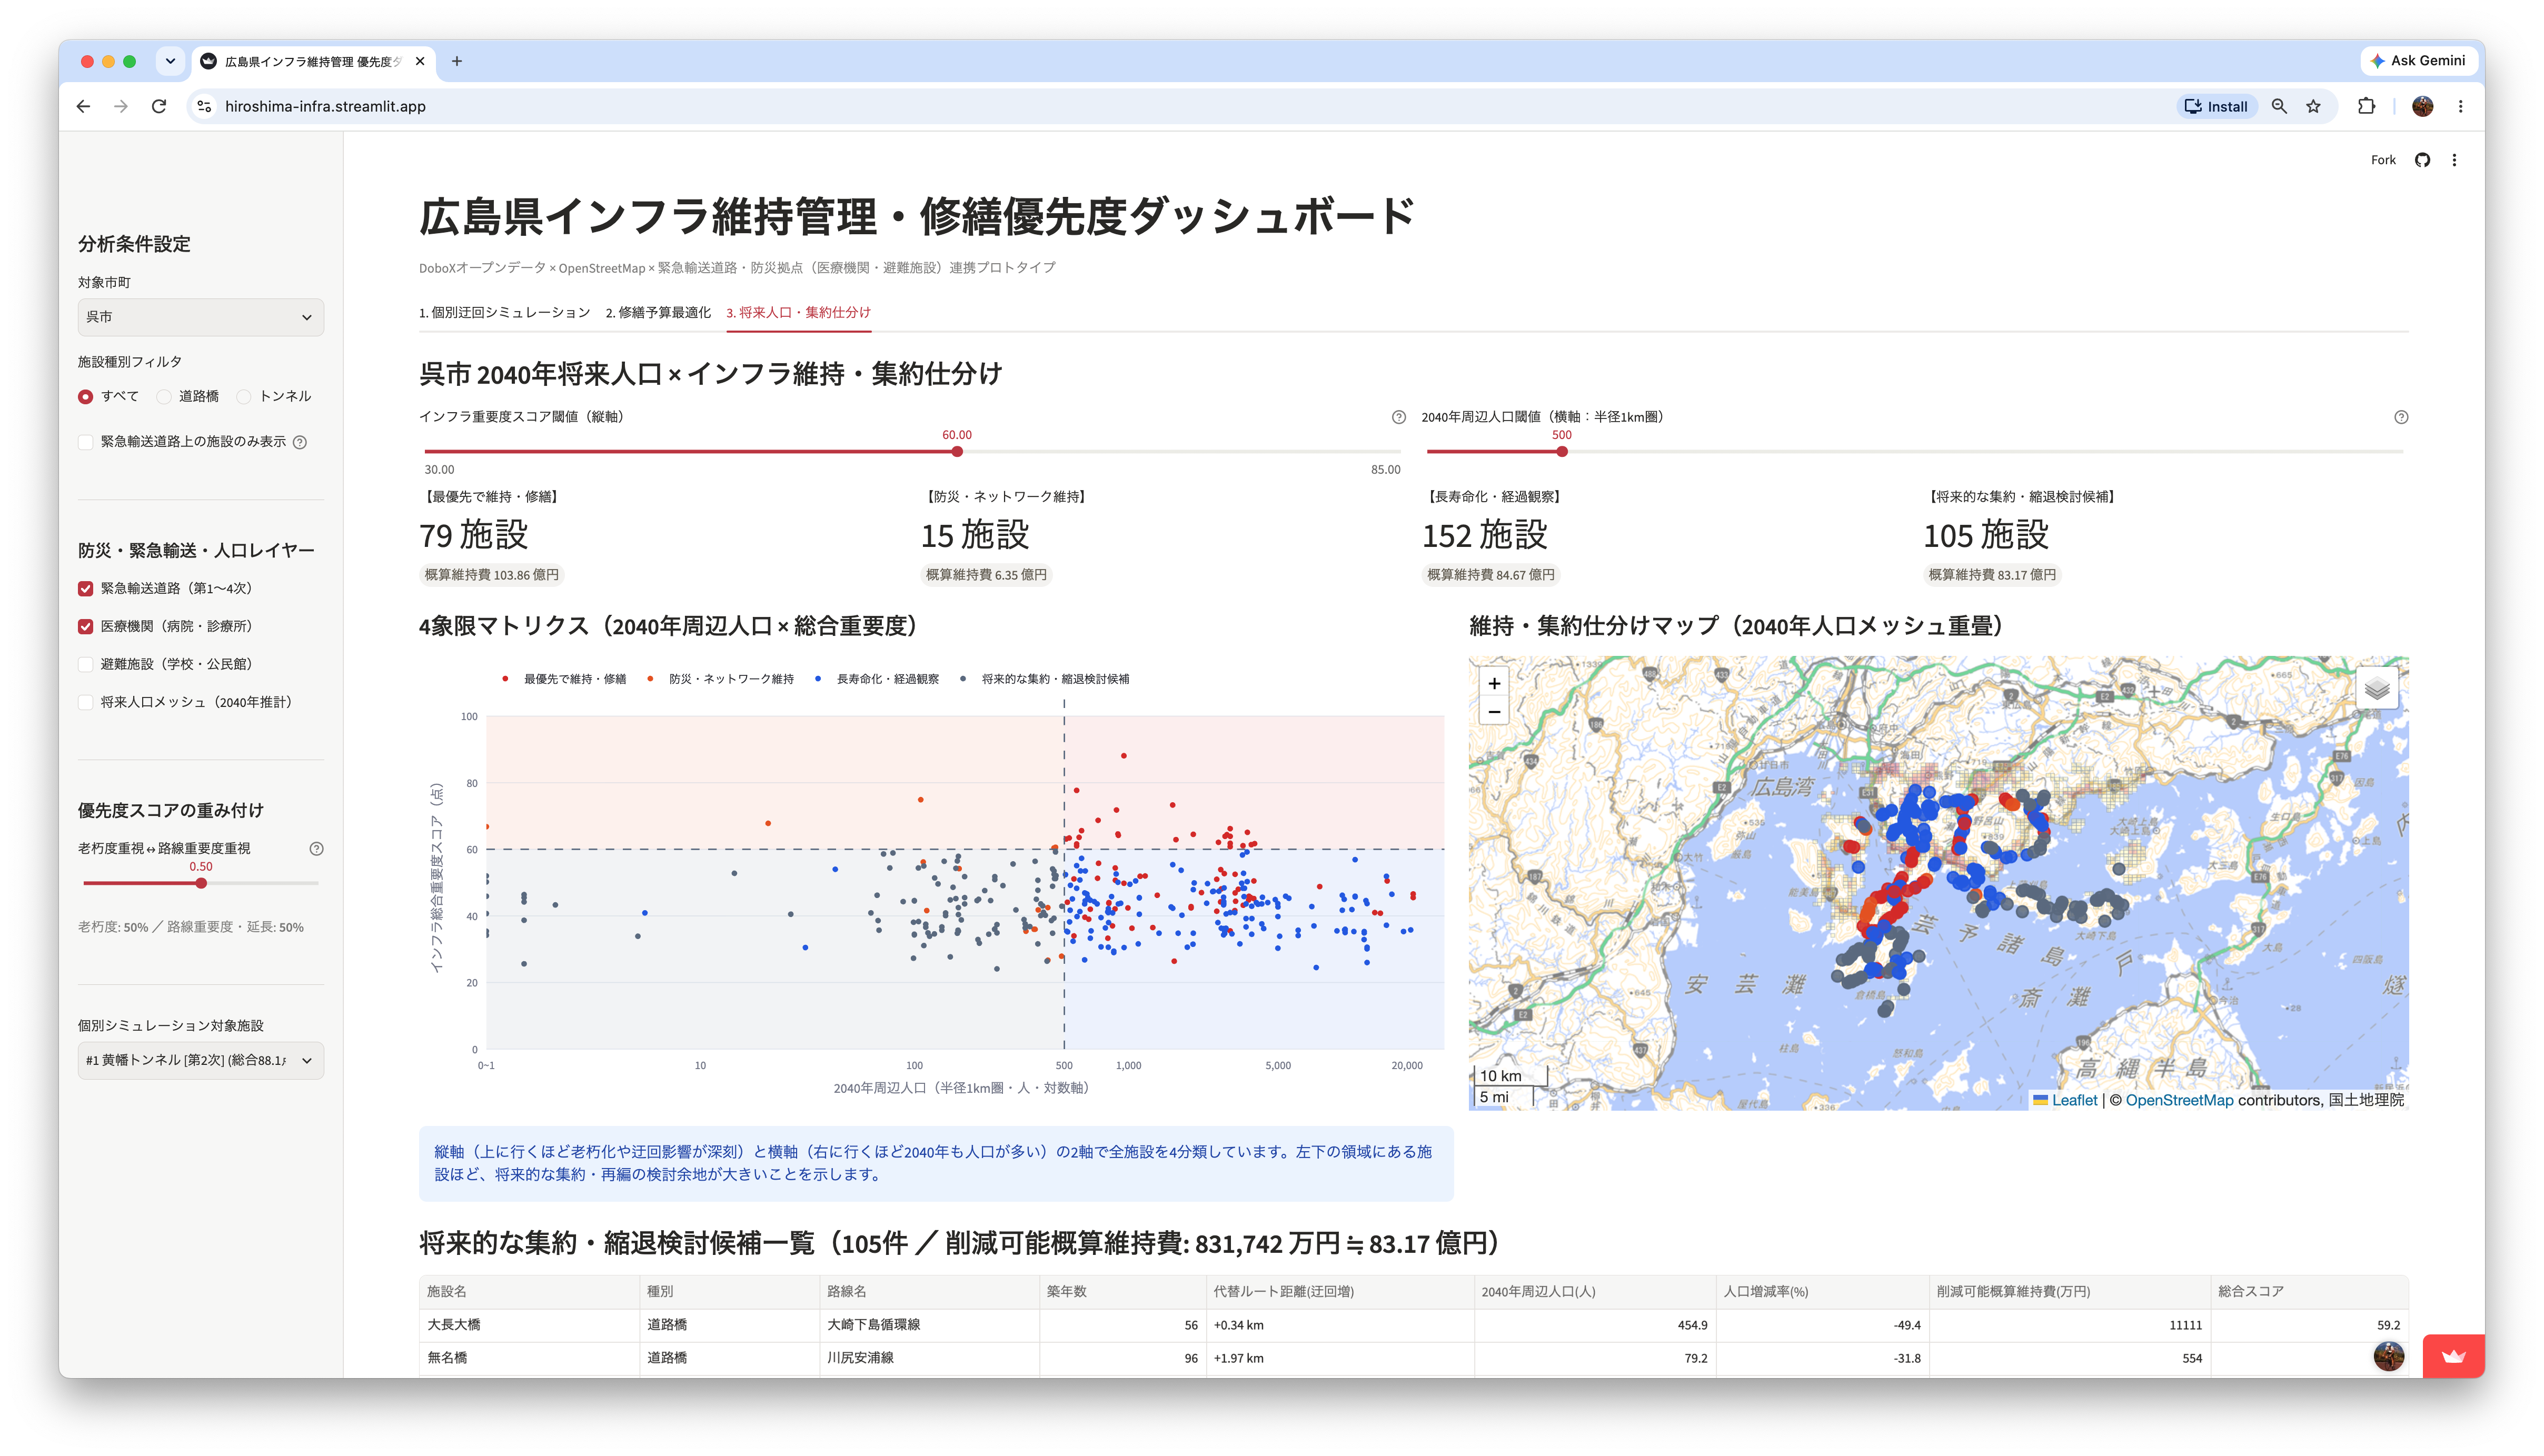 広島県インフラ維持管理 優先度ダ
Ask Gemini
hiroshima-infra.streamlit.app
Install
Fork
分析条件設定
対象市町
呉市
施設種別フィルタ
すべて 道路橋 トンネル
緊急輸送道路上の施設のみ表示
防災・緊急輸送・人口レイヤー
緊急輸送道路（第1〜4次）
医療機関（病院・診療所）
避難施設（学校・公民館）
将来人口メッシュ（2040年推計）
優先度スコアの重み付け
老朽度重視↔路線重要度重視
0.50
老朽度: 50% ／ 路線重要度・延長: 50%
個別シミュレーション対象施設
#1 黄幡トンネル [第2次] (総合88.1
広島県インフラ維持管理・修繕優先度ダッシュボード
DoboXオープンデータ × OpenStreetMap × 緊急輸送道路・防災拠点（医療機関・避難施設）連携プロトタイプ
1. 個別迂回シミュレーション 2. 修繕予算最適化 3. 将来人口・集約仕分け
呉市 2040年将来人口 × インフラ維持・集約仕分け
インフラ重要度スコア閾値（縦軸）
60.00
30.00 85.00
2040年周辺人口閾値（横軸：半径1km圏）
500
【最優先で維持・修繕】
79 施設
概算維持費 103.86 億円
【防災・ネットワーク維持】
15 施設
概算維持費 6.35 億円
【長寿命化・経過観察】
152 施設
概算維持費 84.67 億円
【将来的な集約・縮退検討候補】
105 施設
概算維持費 83.17 億円
4象限マトリクス（2040年周辺人口 × 総合重要度）
最優先で維持・修繕 防災・ネットワーク維持 長寿命化・経過観察 将来的な集約・縮退検討候補
インフラ総合重要度スコア（点）
100
80
60
40
20
0
0~1 10 100 500 1,000 5,000 20,000
2040年周辺人口（半径1km圏・人・対数軸）
維持・集約仕分けマップ（2040年人口メッシュ重畳）
+
−
広島湾
安芸灘
芸予諸島
斎灘
高縄半島
燧
倉橋島
大崎下島
10 km
5 mi
Leaflet | © OpenStreetMap contributors, 国土地理院
縦軸（上に行くほど老朽化や迂回影響が深刻）と横軸（右に行くほど2040年も人口が多い）の2軸で全施設を4分類しています。左下の領域にある施
設ほど、将来的な集約・再編の検討余地が大きいことを示します。
将来的な集約・縮退検討候補一覧（105件 ／ 削減可能概算維持費: 831,742 万円 ≒ 83.17 億円）
施設名 種別 路線名 築年数 代替ルート距離(迂回増) 2040年周辺人口(人) 人口増減率(%) 削減可能概算維持費(万円) 総合スコア
大長大橋 道路橋 大崎下島循環線 56 +0.34 km 454.9 -49.4 11111 59.2
無名橋 道路橋 川尻安浦線 96 +1.97 km 79.2 -31.8 554